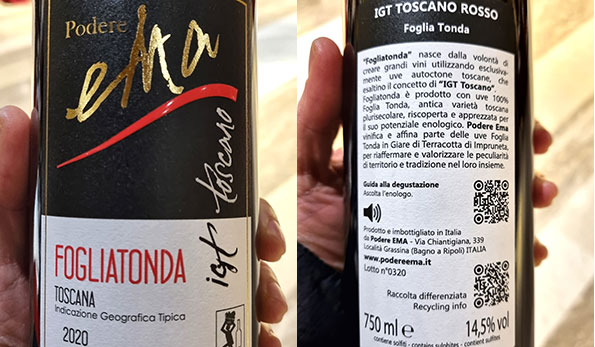 Podere
eMa
igt toscano
FOGLIATONDA
TOSCANA
Indicazione Geografica Tipica
2020
IGT TOSCANO ROSSO
Foglia Tonda
"Fogliatonda" nasce dalla volontà di
creare grandi vini utilizzando esclusiva-
mente uve autoctone toscane, che
esaltino il concetto di "IGT Toscano".
Fogliatonda è prodotto con uve 100%
Foglia Tonda, antica varietà toscana
plurisecolare, riscoperta e apprezzata per
il suo potenziale enologico. Podere Ema
vinifica e affina parte delle uve Foglia
Tonda in Giare di Terracotta di Impruneta,
per riaffermare e valorizzare le peculiarità
di territorio e tradizione nel loro insieme.
Guida alla degustazione
Ascolta l'enologo.
Prodotto e imbottigliato in Italia
da Podere EMA - Via Chiantigiana, 339
Località Grassina (Bagno a Ripoli) ITALIA
www.podereema.it
Lotto n°0320
Raccolta differenziata
Recycling info
750 ml e 14,5% vol
contiene solfiti - contains sulphites - contient sulfites